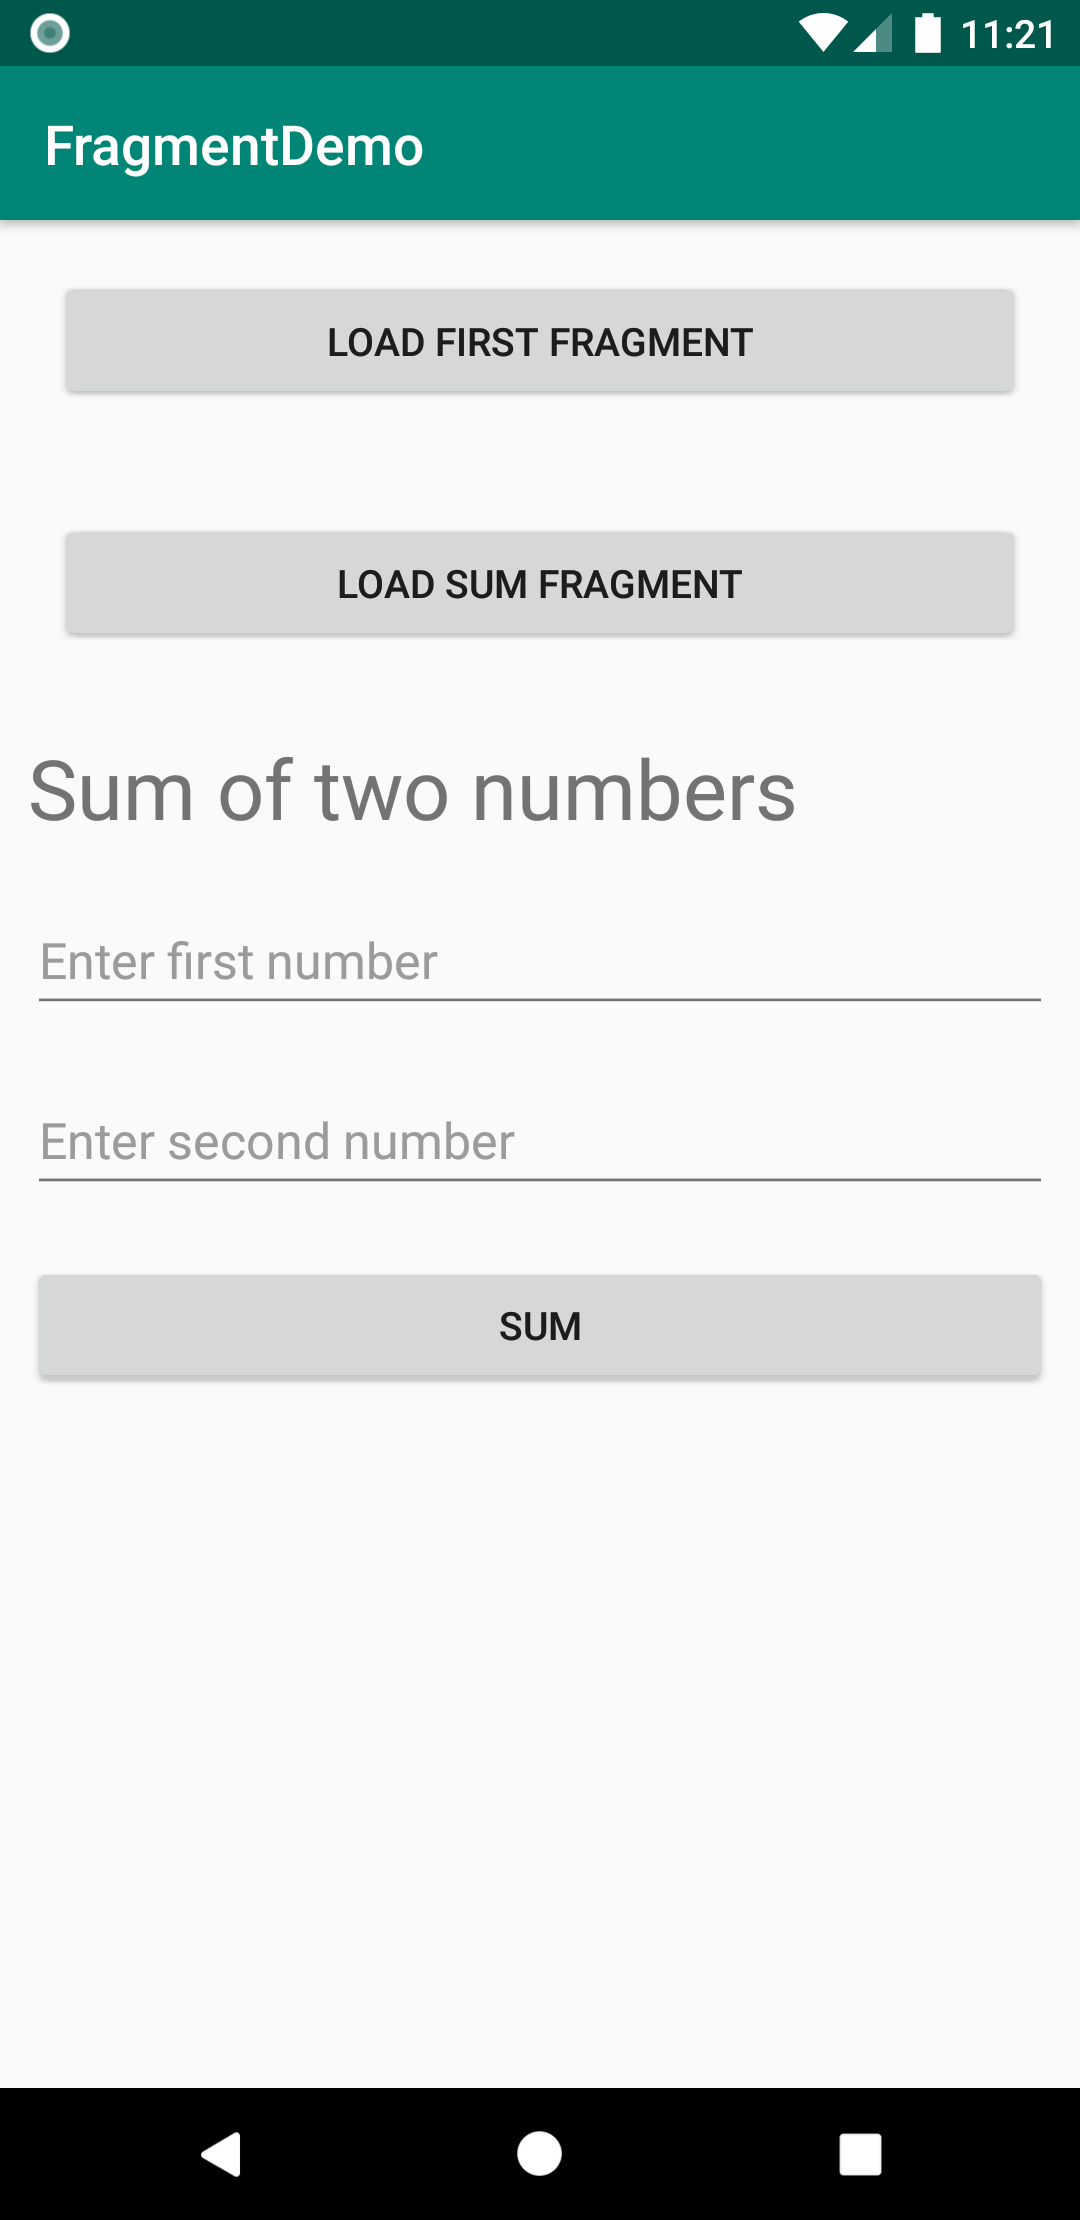 11:21
FragmentDemo
LOAD FIRST FRAGMENT
LOAD SUM FRAGMENT
Sum of two numbers
Enter first number
Enter second number
SUM